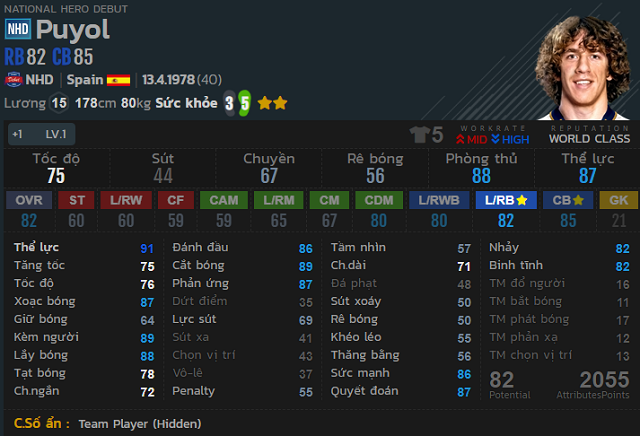 NATIONAL HERO DEBUT
NHD Puyol
RB 82 CB 85
NHD Spain 13.4.1978 (40)
Lương 15 178cm 80kg Sức khỏe 3 5
+1 LV.1
5 WORKRATE MID HIGH REPUTATION WORLD CLASS
Tốc độ Sút Chuyền Rê bóng Phòng thủ Thể lực
75 44 67 56 88 87
OVR ST L/RW CF CAM L/RM CM CDM L/RWB L/RB CB GK
82 60 60 59 59 65 67 80 80 82 85 21
Thể lực 91 Đánh đầu 86 Tầm nhìn 57 Nhảy 82
Tăng tốc 75 Cắt bóng 89 Ch.dài 71 Bình tĩnh 82
Tốc độ 76 Phản ứng 87 Đá phạt 48 TM đổ người 16
Xoạc bóng 87 Dứt điểm 35 Sút xoáy 50 TM bắt bóng 11
Giữ bóng 64 Lực sút 69 Rê bóng 50 TM phát bóng 17
Kèm người 89 Sút xa 41 Khéo léo 55 TM phản xạ 12
Lấy bóng 88 Chọn vị trí 43 Thăng bằng 56 TM chọn vị trí 13
Tạt bóng 78 Vô-lê 37 Sức mạnh 86
Ch.ngắn 72 Penalty 55 Quyết đoán 87
82 2055
Potential AttributesPoints
C.Số ẩn : Team Player (Hidden)